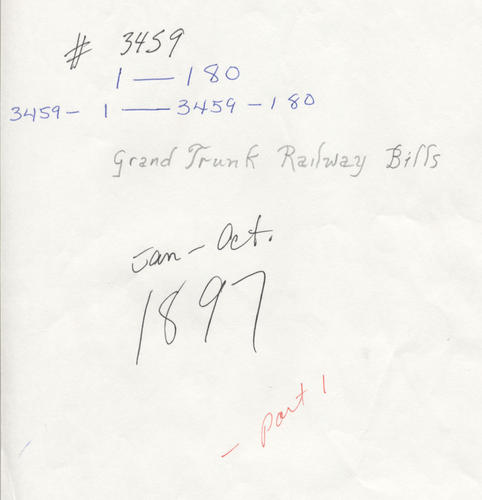 # 3459
1 — 180
3459 - 1 — 3459 - 180
Grand Trunk Railway Bills
Jan - Oct.
1897
- Part 1